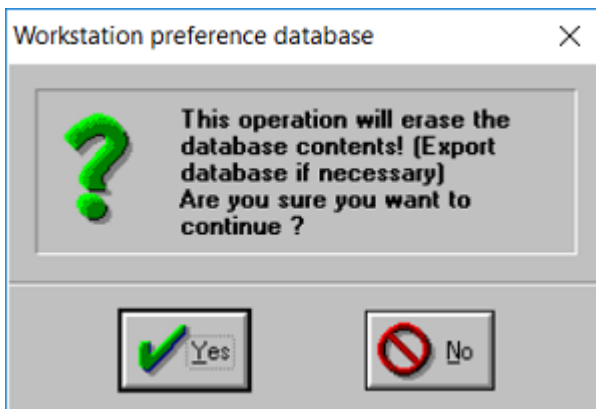 Workstation preference database
This operation will erase the
database contents! (Export
database if necessary)
Are you sure you want to
continue ?
Yes
No